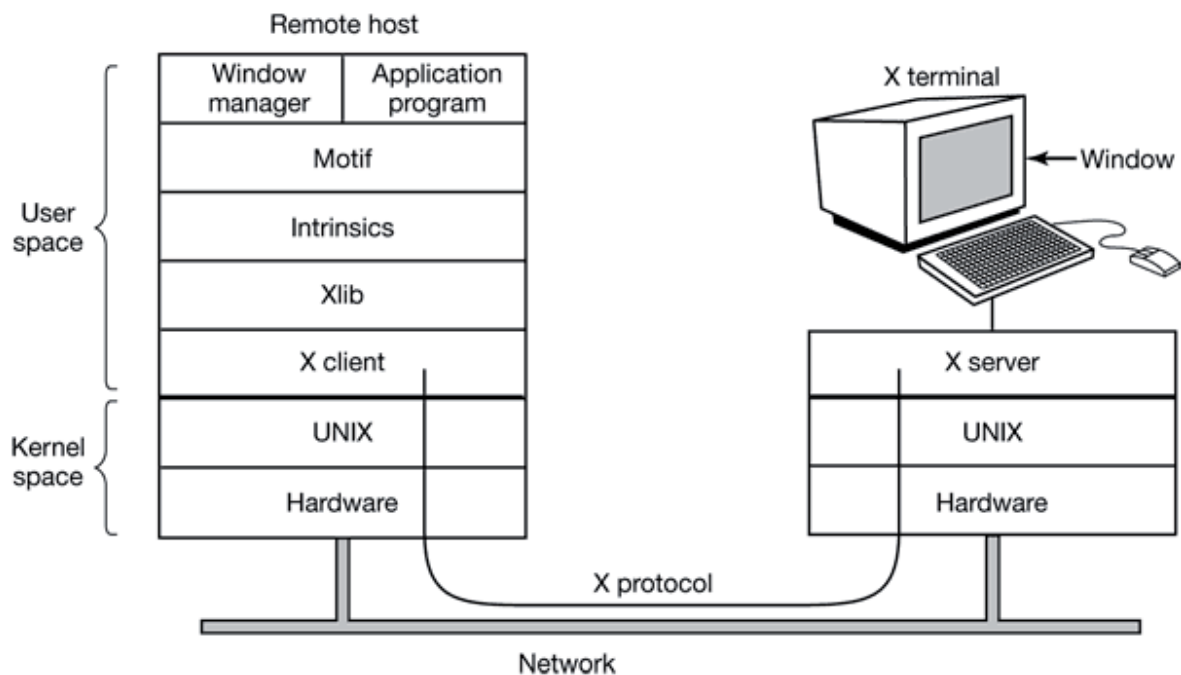 Remote host
Window
manager
Application
program
Motif
Intrinsics
Xlib
X client
UNIX
Hardware
User
space
Kernel
space
X terminal
Window
X server
UNIX
Hardware
X protocol
Network